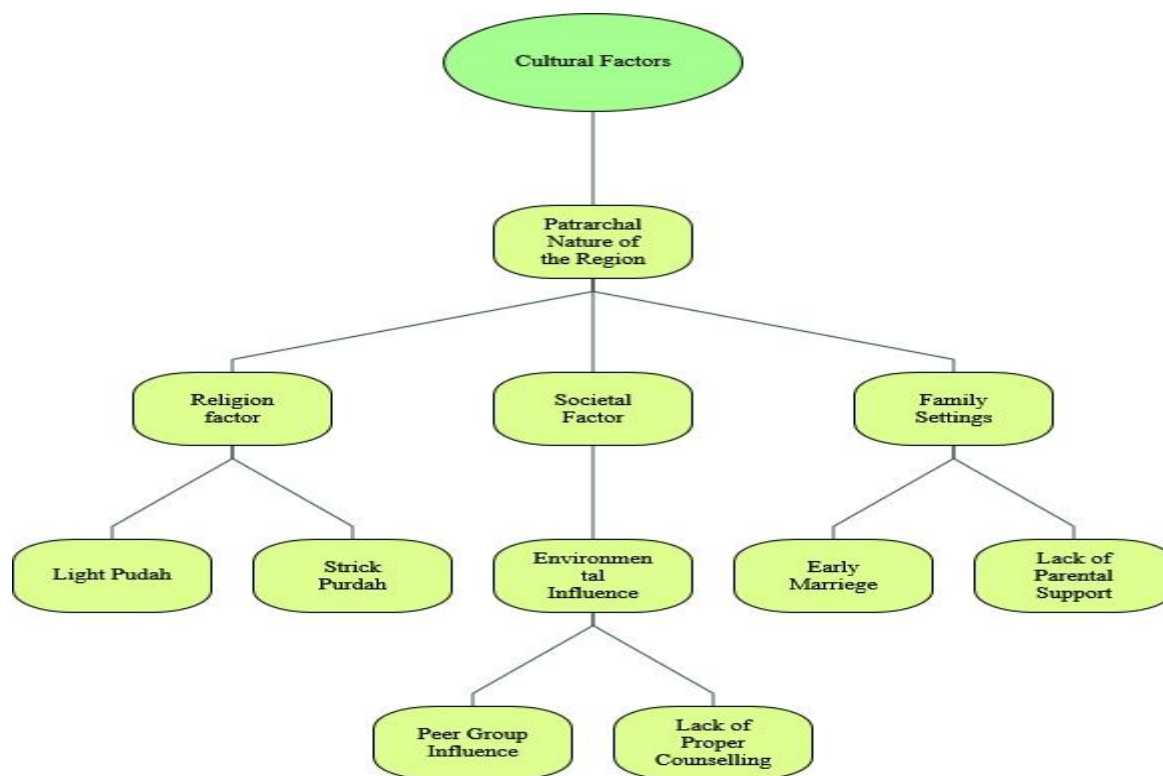 Cultural Factors
Patrarchal
Nature of
the Region
Religion
factor
Societal
Factor
Family
Settings
Light Pudah
Strick
Purdah
Environmen
tal
Influence
Early
Marriege
Lack of
Parental
Support
Peer Group
Influence
Lack of
Proper
Counselling